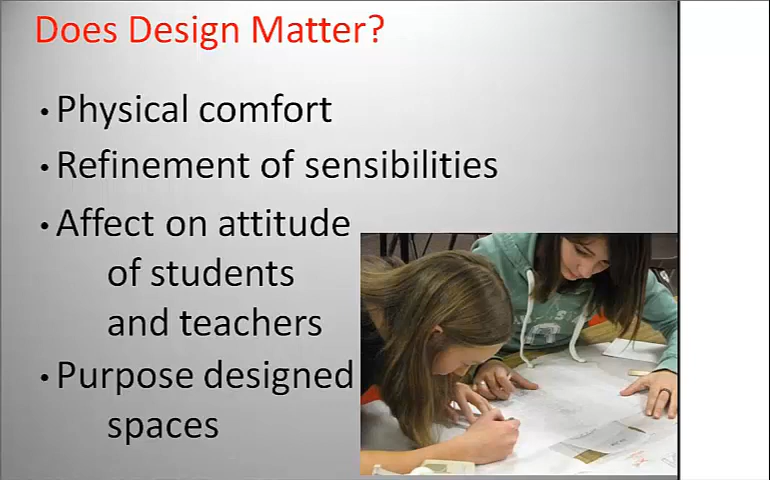 Does Design Matter?
• Physical comfort
• Refinement of sensibilities
• Affect on attitude
of students
and teachers
• Purpose designed
spaces